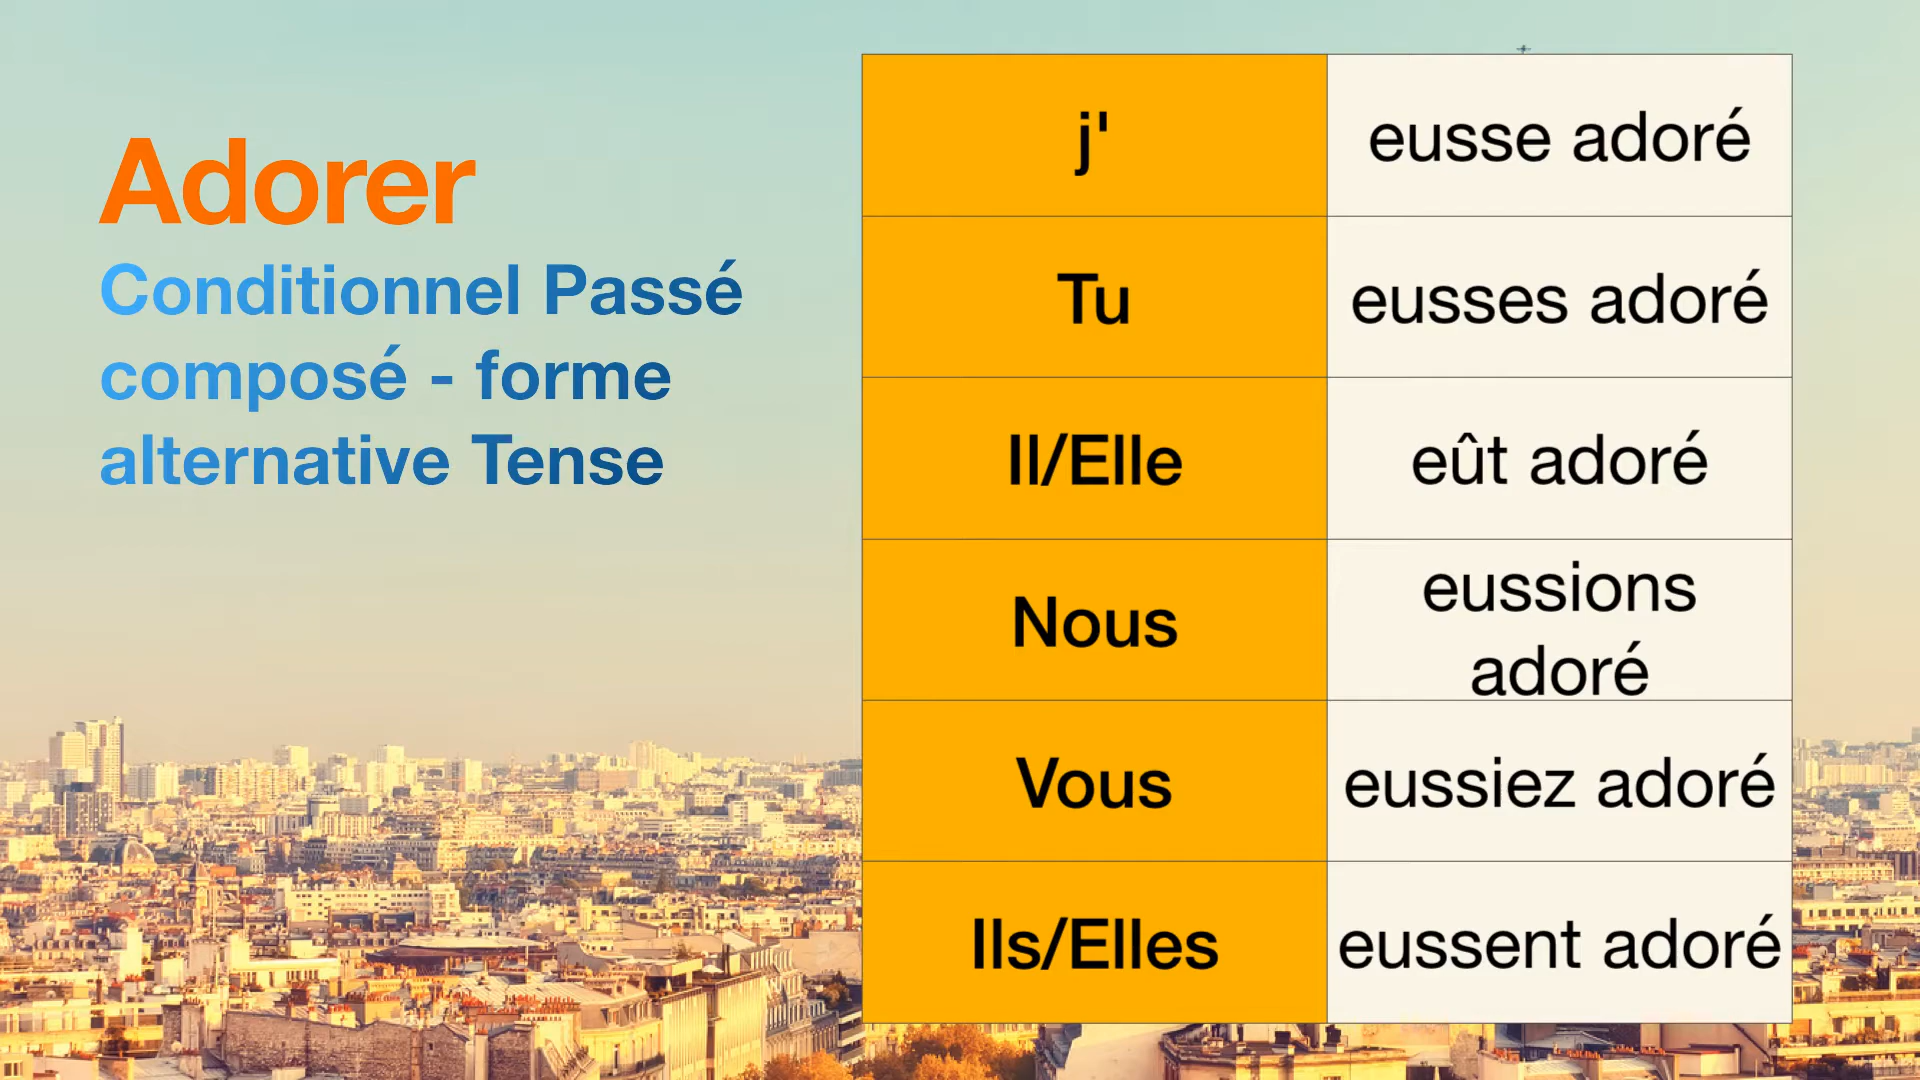 Adorer
Conditionnel Passé
composé - forme
alternative Tense
j' eusse adoré
Tu eusses adoré
Il/Elle eût adoré
Nous eussions
adoré
Vous eussiez adoré
Ils/Elles eussent adoré